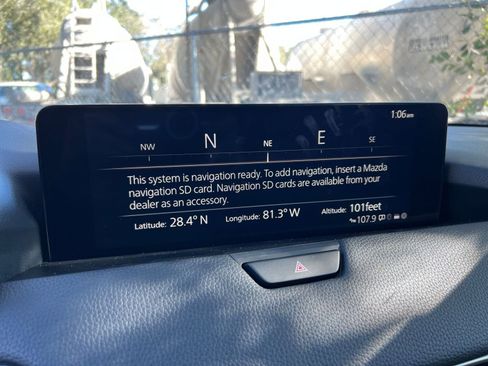 1:06am
NW N NE E SE
This system is navigation ready. To add navigation, insert a Mazda
navigation SD card. Navigation SD cards are available from your
dealer as an accessory.
Latitude: 28.4° N Longitude: 81.3° W Altitude: 101feet
107.9